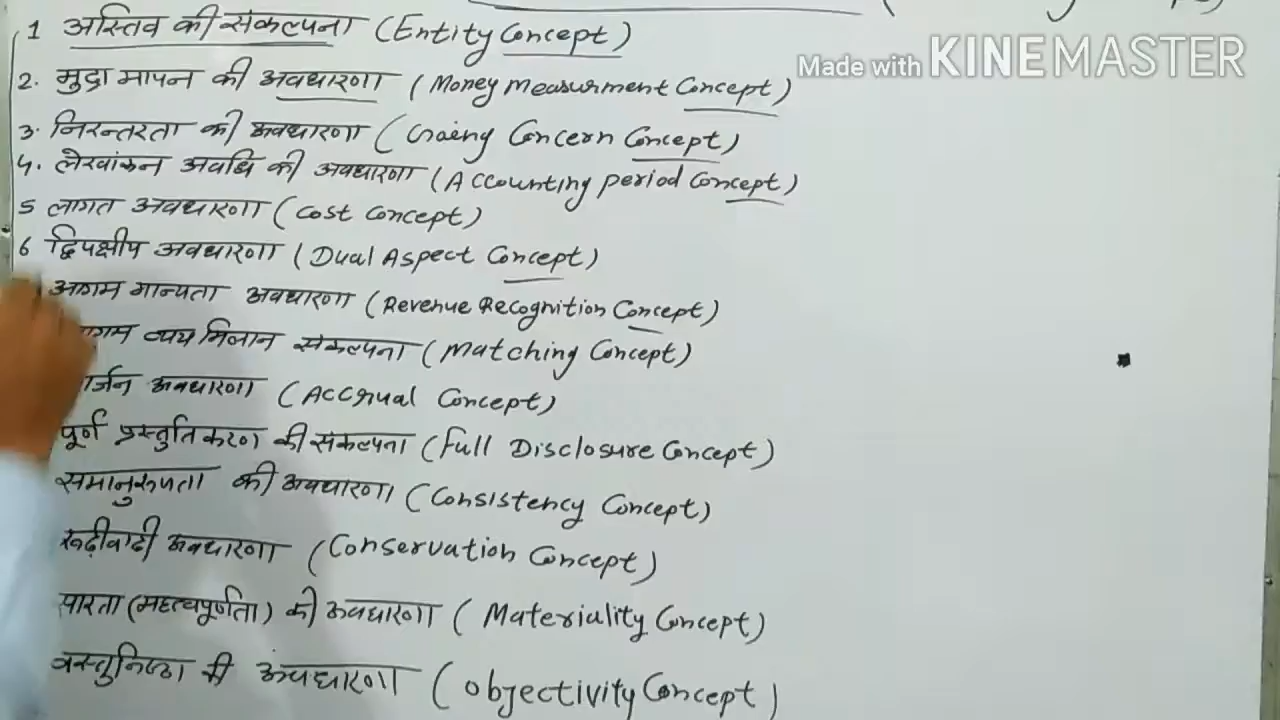 1 अस्तिव की संकल्पना (Entity Concept)
Made with KINEMASTER
2. मुद्रा मापन की अवधारणा (Money Measurment Concept)
3. निरन्तरता की अवधारणा (Going Concern Concept)
4. लेखांकन अवधि की अवधारणा (Accounting period Concept)
5 लागत अवधारणा (Cost Concept)
6 द्विपक्षीय अवधारणा (Dual Aspect Concept)
आगम मान्यता अवधारणा (Revenue Recognition Concept)
व्यय मिलान संकल्पना (Matching Concept)
अवधारणा (Accrual Concept)
पूर्ण प्रस्तुतिकरण की संकल्पना (Full Disclosure Concept)
समानुरूपता की अवधारणा (Consistency Concept)
रूढ़ीवादी अवधारणा (Conservation Concept)
सारता (महत्वपूर्णता) की अवधारणा (Materiality Concept)
की अवधारणा (Objectivity Concept)